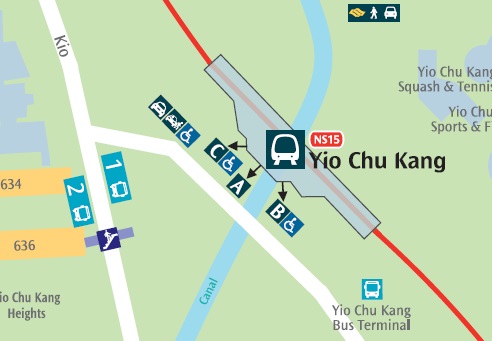 Kio
NS15
Yio Chu Kang
Yio Chu Kang
Squash & Tennis
Yio Chu
Sports & F
C
A
B
1
2
634
636
io Chu Kang
Heights
Canal
Yio Chu Kang
Bus Terminal